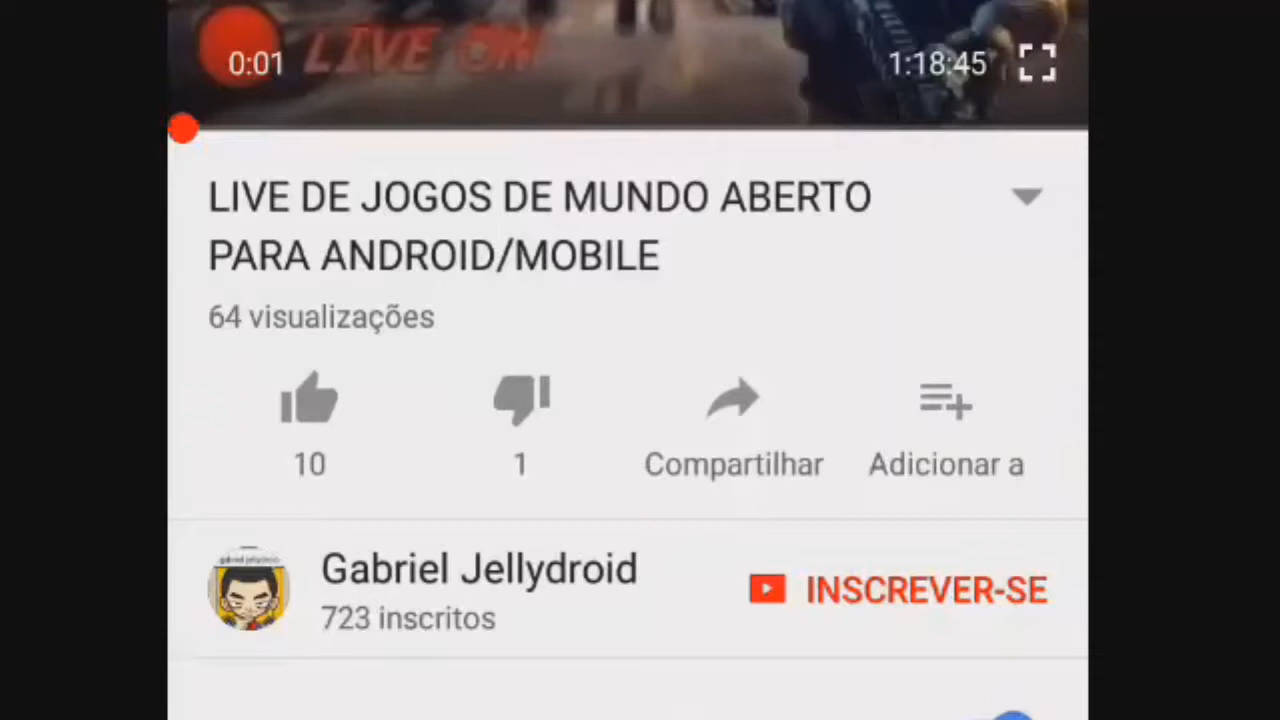 LIVE ON
0:01
1:18:45
LIVE DE JOGOS DE MUNDO ABERTO
PARA ANDROID/MOBILE
64 visualizações
10
1
Compartilhar
Adicionar a
Gabriel Jellydroid
723 inscritos
INSCREVER-SE